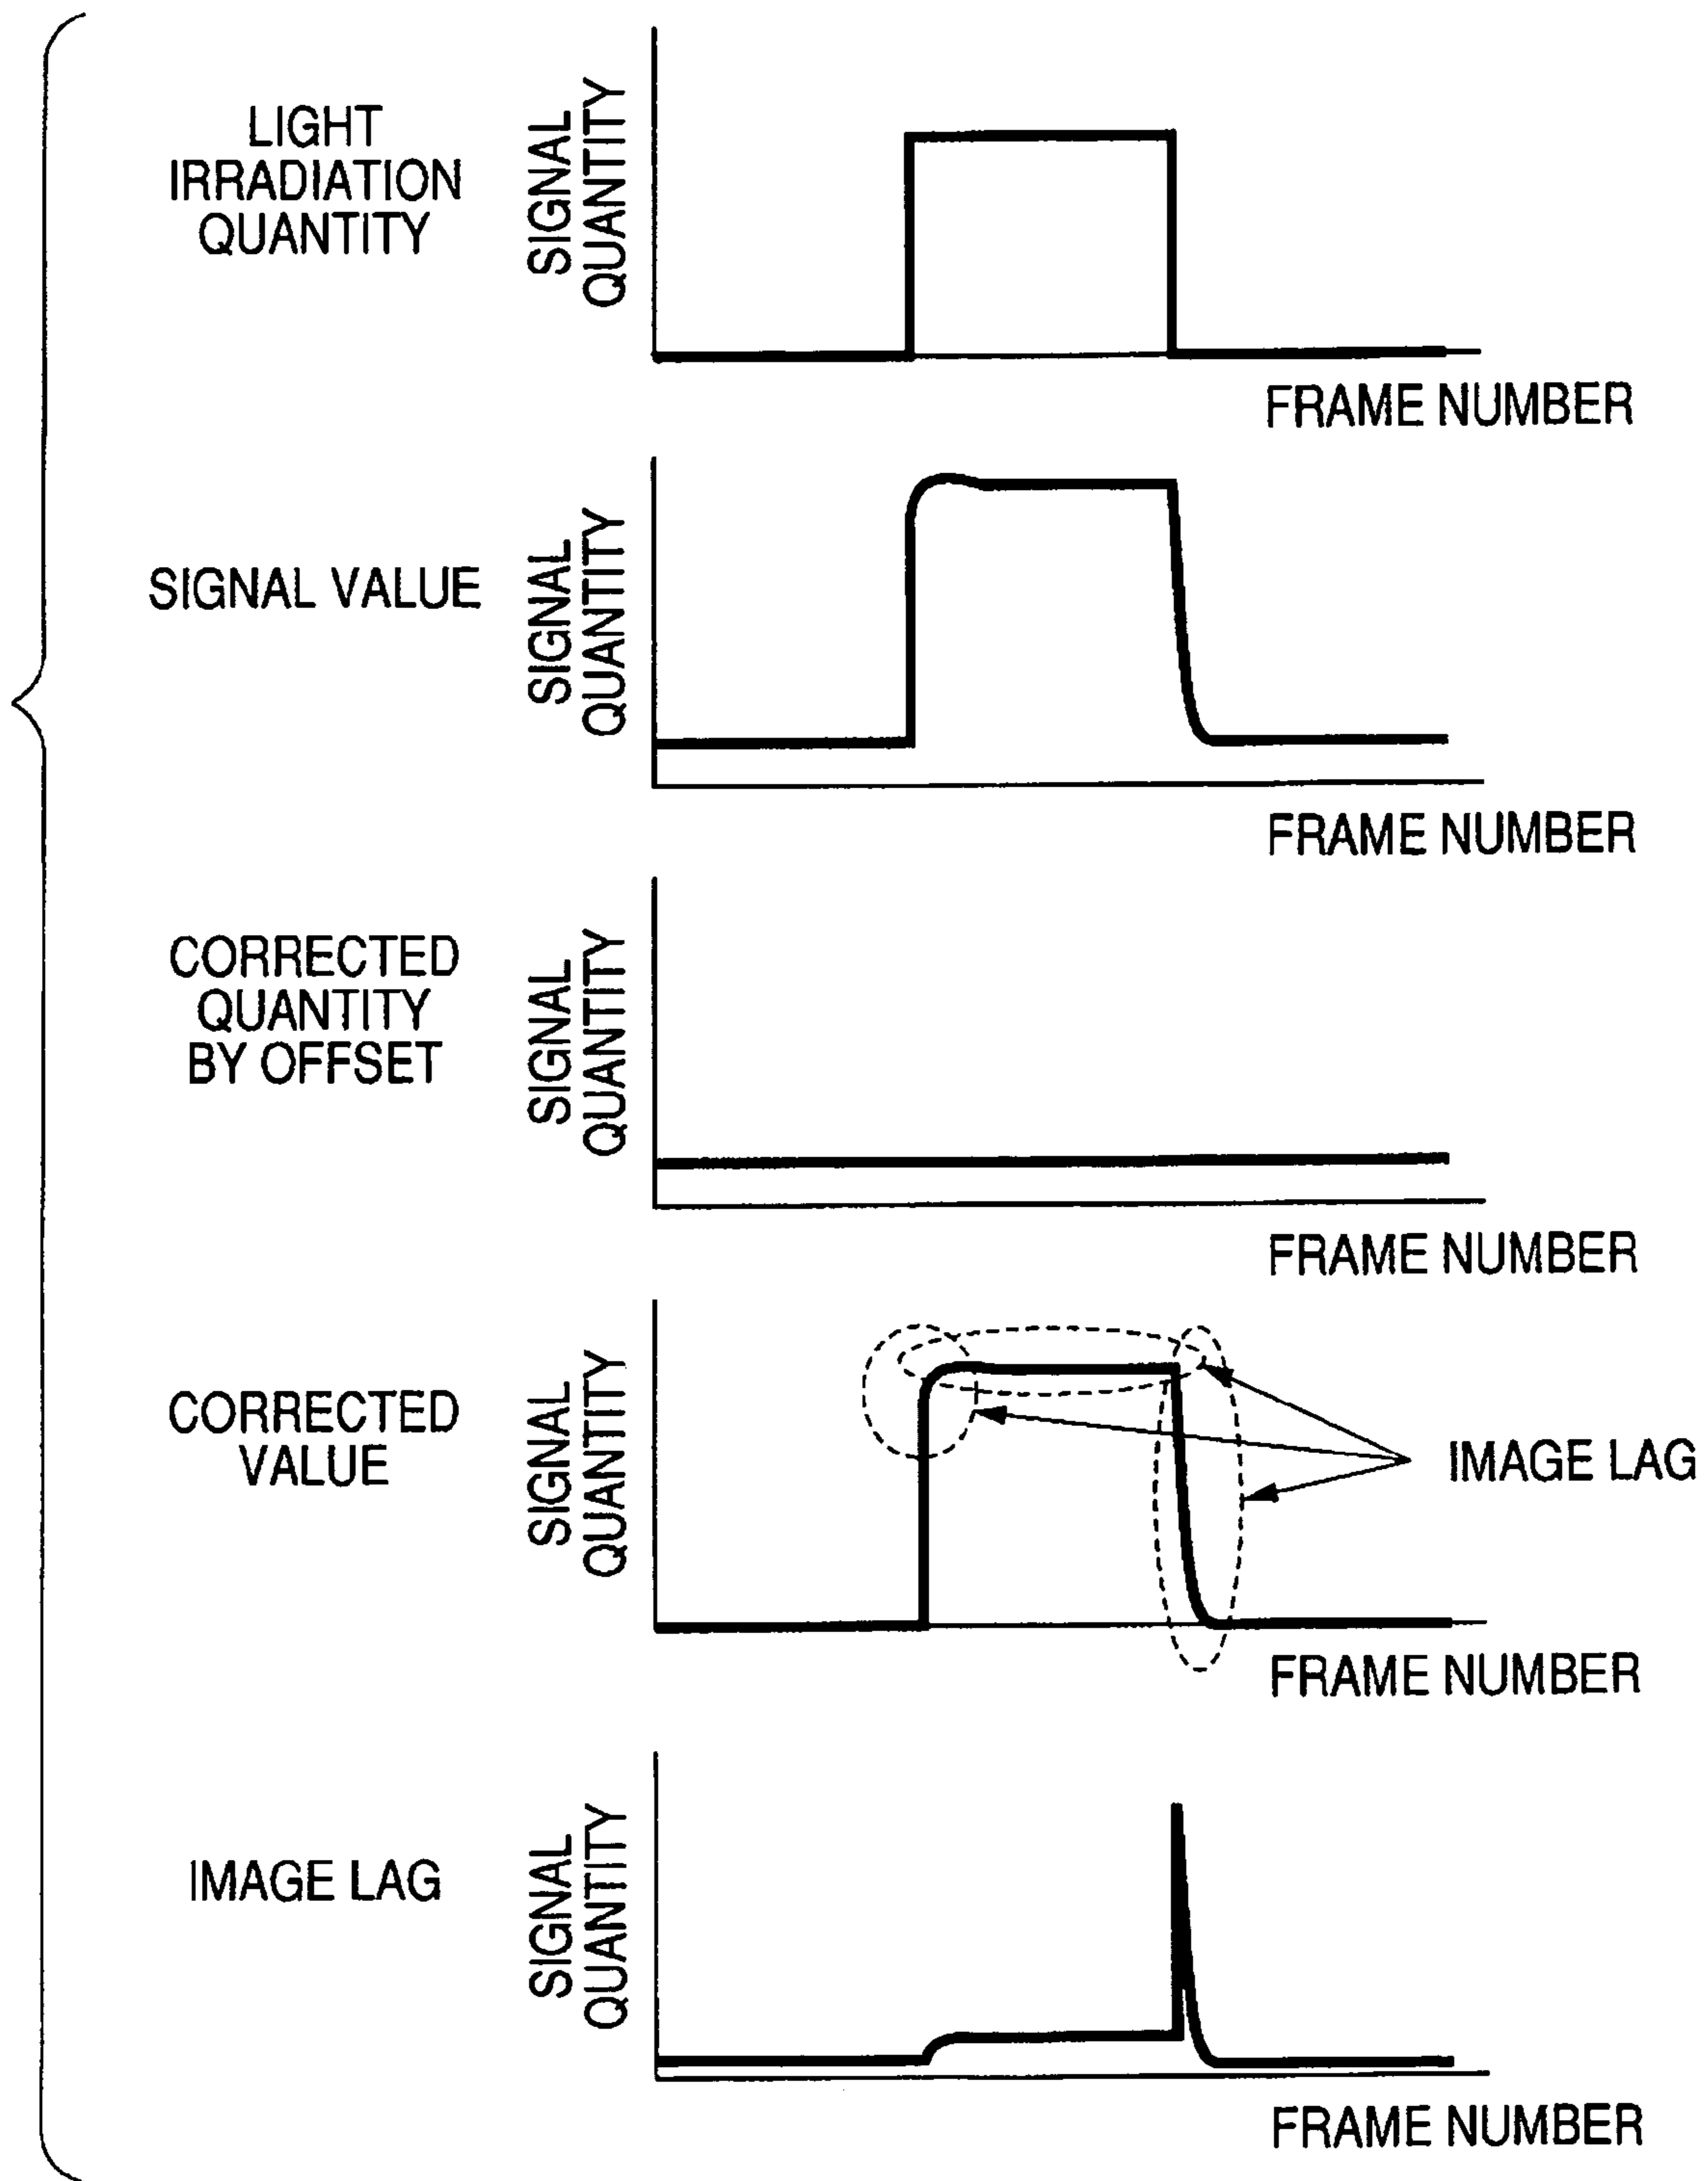 LIGHT
IRRADIATION
QUANTITY
SIGNAL
QUANTITY
FRAME NUMBER
SIGNAL VALUE
SIGNAL
QUANTITY
FRAME NUMBER
CORRECTED
QUANTITY
BY OFFSET
SIGNAL
QUANTITY
FRAME NUMBER
CORRECTED
VALUE
SIGNAL
QUANTITY
IMAGE LAG
FRAME NUMBER
IMAGE LAG
SIGNAL
QUANTITY
FRAME NUMBER